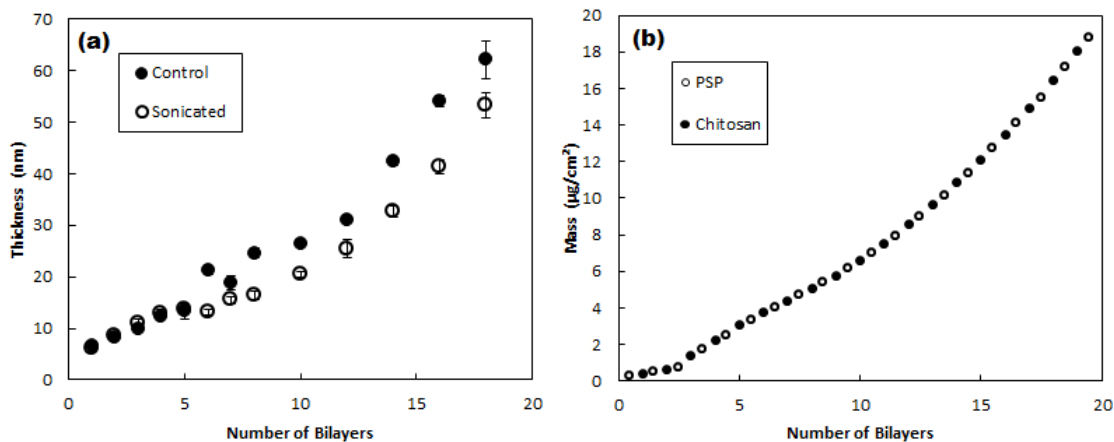 (a)
Control
Sonicated
Thickness (nm)
70
60
50
40
30
20
10
0
0 5 10 15 20
Number of Bilayers
(b)
PSP
Chitosan
Mass (µg/cm²)
20
18
16
14
12
10
8
6
4
2
0
0 5 10 15 20
Number of Bilayers